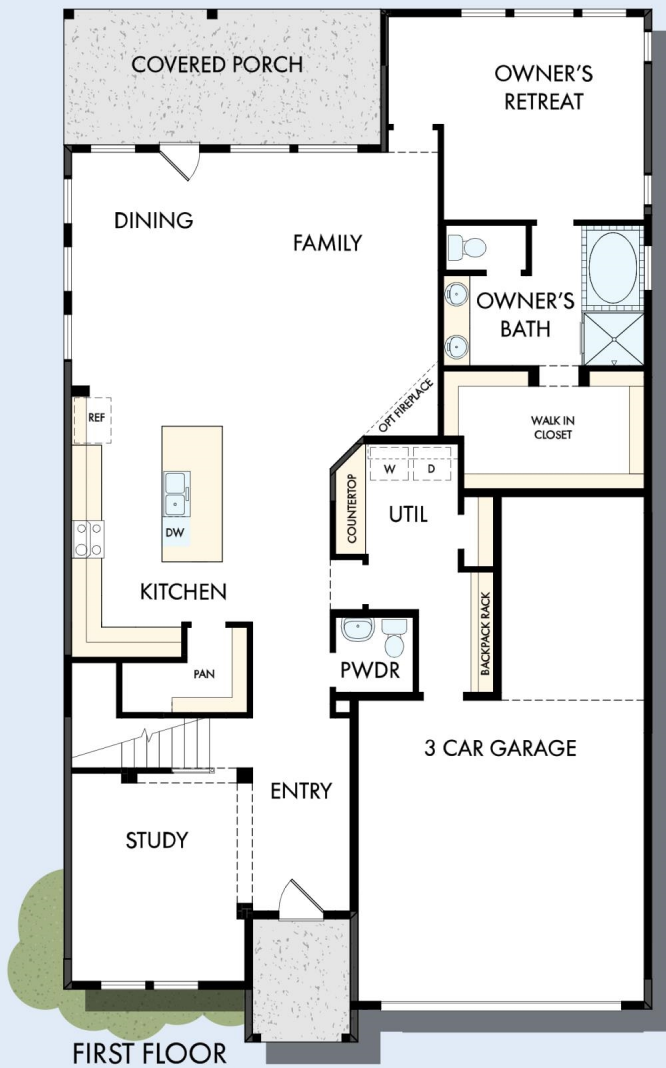 COVERED PORCH
OWNER'S
RETREAT
DINING
FAMILY
OWNER'S
BATH
OPT FIREPLACE
REF
WALK IN
CLOSET
W
D
COUNTERTOP
UTIL
DW
KITCHEN
BACKPACK RACK
PAN
PWDR
3 CAR GARAGE
ENTRY
STUDY
FIRST FLOOR